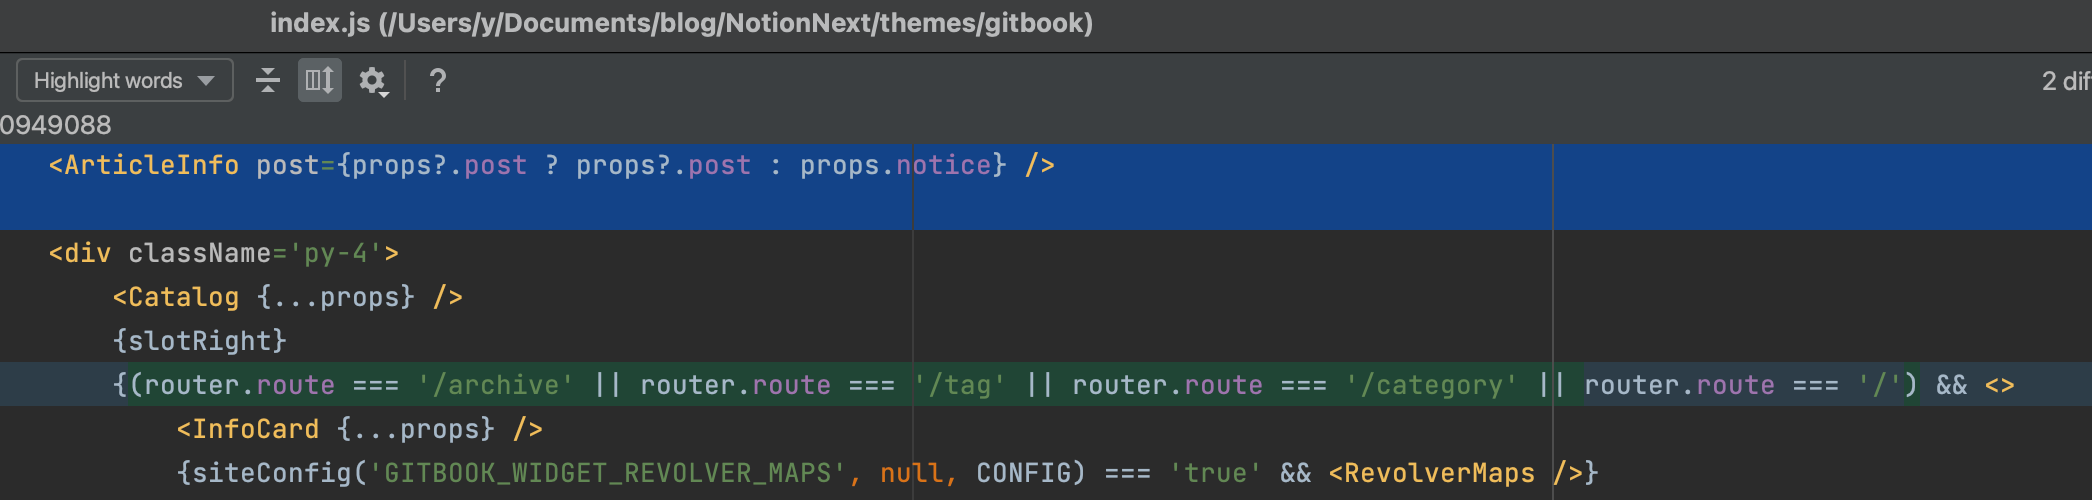 index.js (/Users/y/Documents/blog/NotionNext/themes/gitbook)
Highlight words ? 2 dif
0949088
<ArticleInfo post={props?.post ? props?.post : props.notice} />
<div className='py-4'>
<Catalog {...props} />
{slotRight}
{(router.route === '/archive' || router.route === '/tag' || router.route === '/category' || router.route === '/') && <>
<InfoCard {...props} />
{siteConfig('GITBOOK_WIDGET_REVOLVER_MAPS', null, CONFIG) === 'true' && <RevolverMaps />}